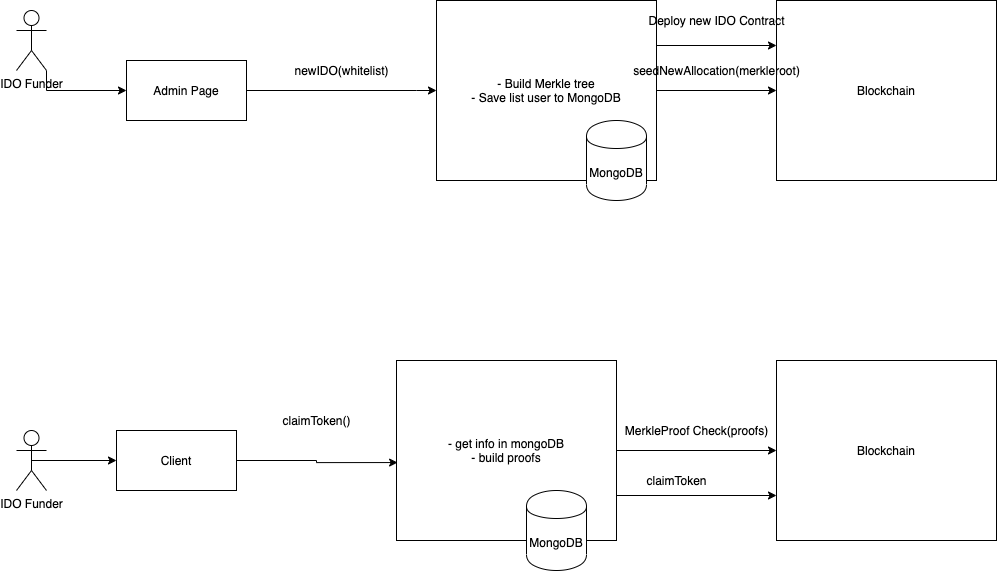 Deploy new IDO Contract
IDO Funder
Admin Page
newIDO(whitelist)
- Build Merkle tree
- Save list user to MongoDB
MongoDB
seedNewAllocation(merkleroot)
Blockchain
IDO Funder
Client
claimToken()
- get info in mongoDB
- build proofs
MongoDB
MerkleProof Check(proofs)
claimToken
Blockchain